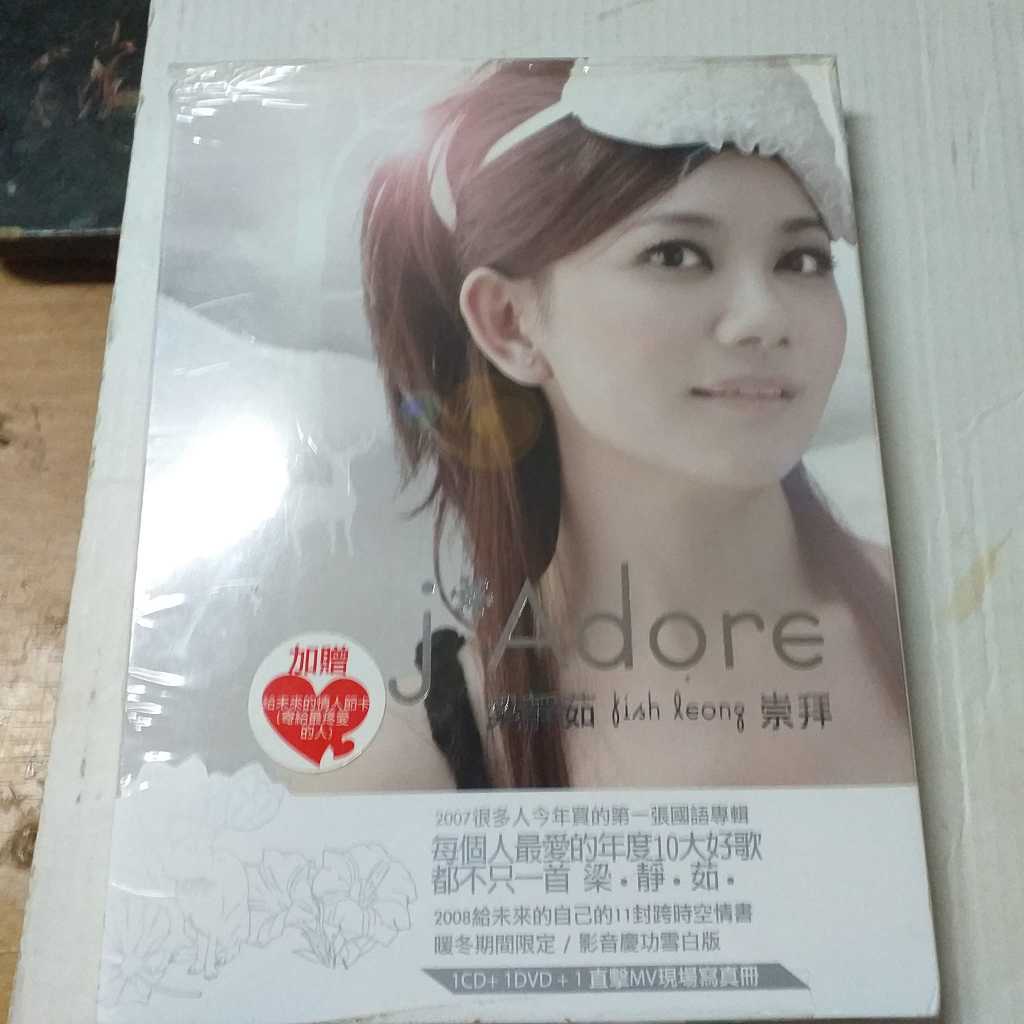 j'Adore
梁靜茹 fish leong 崇拜
加贈
給未來的情人節卡
(寄給最疼愛
的人)
2007很多人今年買的第一張國語專輯
每個人最愛的年度10大好歌
都不只一首 梁·靜·茹·
2008給未來的自己的11封跨時空情書
暖冬期間限定 / 影音慶功雪白版
1CD+ 1DVD + 1 直擊MV現場寫真冊